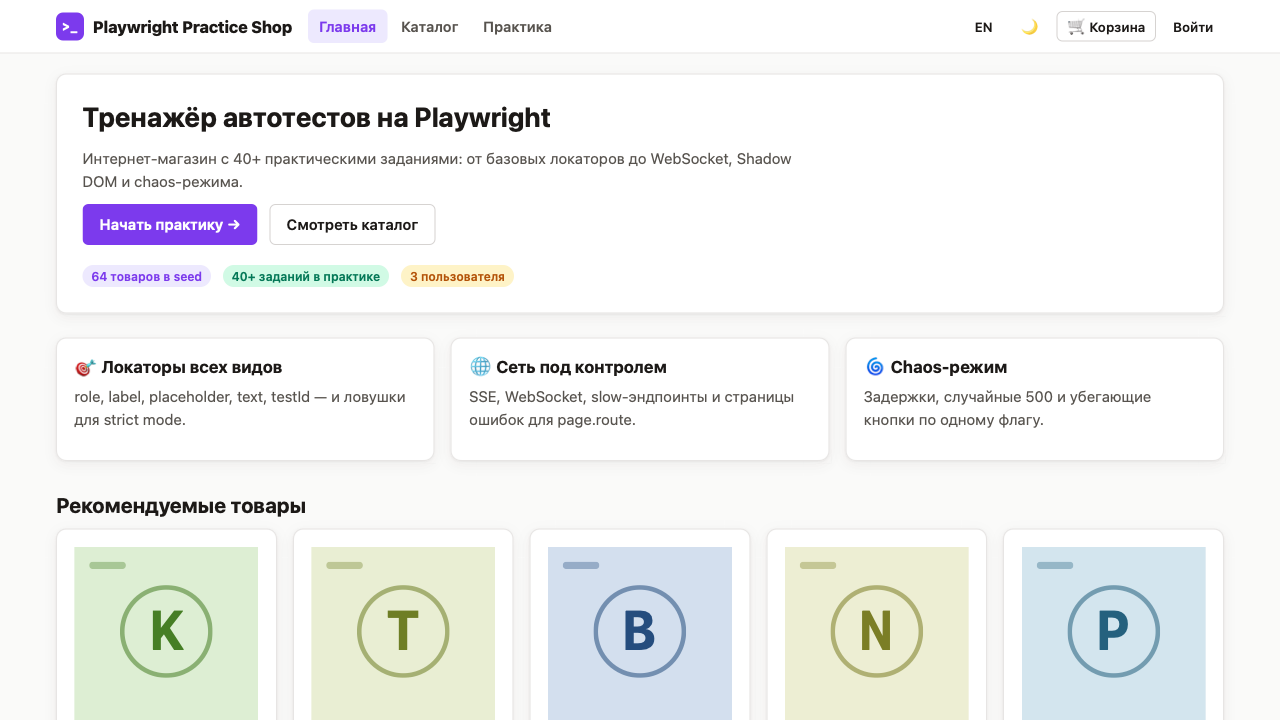 >_ Playwright Practice Shop Главная Каталог Практика EN Корзина Войти
Тренажёр автотестов на Playwright
Интернет-магазин с 40+ практическими заданиями: от базовых локаторов до WebSocket, Shadow
DOM и chaos-режима.
Начать практику → Смотреть каталог
64 товаров в seed 40+ заданий в практике 3 пользователя
Локаторы всех видов
role, label, placeholder, text, testId — и ловушки
для strict mode.
Сеть под контролем
SSE, WebSocket, slow-эндпоинты и страницы
ошибок для page.route.
Chaos-режим
Задержки, случайные 500 и убегающие
кнопки по одному флагу.
Рекомендуемые товары
K T B N P